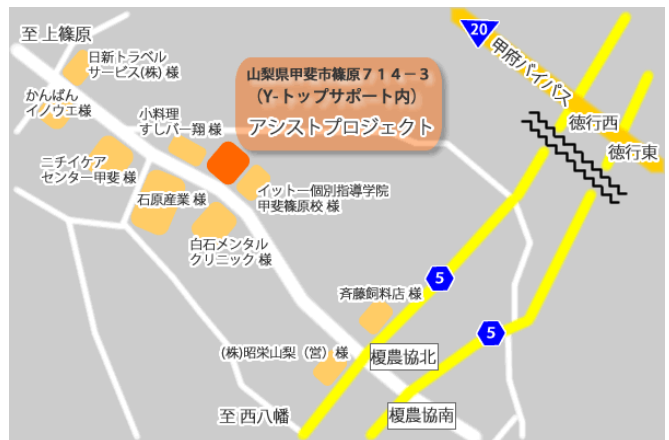 至 上篠原
日新トラベル
サービス(株) 様
かんばん
イノウエ様
小料理
すしバー翔 様
山梨県甲斐市篠原７１４－３
(Y-トップサポート内)
アシストプロジェクト
20
甲府バイパス
徳行西
徳行東
ニチイケア
センター甲斐 様
石原産業 様
イットー個別指導学院
甲斐篠原校 様
白石メンタル
クリニック 様
5
斉藤飼料店 様
5
(株)昭栄山梨（営）様
榎農協北
至 西八幡
榎農協南